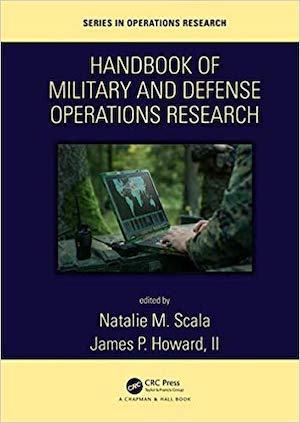 SERIES IN OPERATIONS RESEARCH
HANDBOOK OF
MILITARY AND DEFENSE
OPERATIONS RESEARCH
edited by
Natalie M. Scala
James P. Howard, II
CRC
CRC Press
Taylor & Francis Group
A CHAPMAN & HALL BOOK